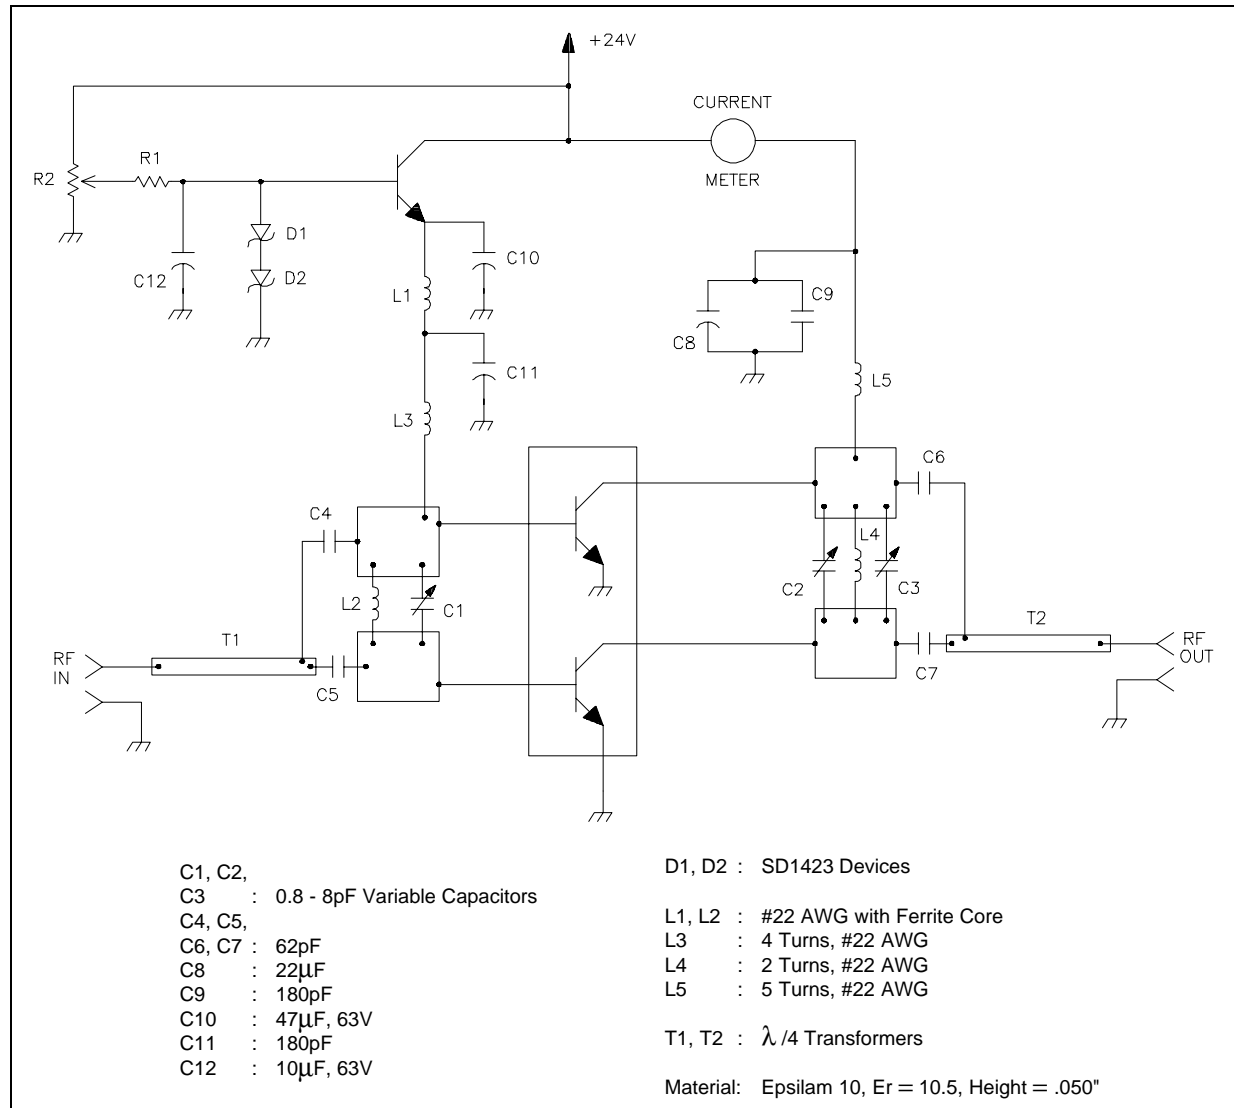 +24V
CURRENT
METER
R1
R2
D1
D2
C12
C10
L1
C11
L3
C9
C8
L5
C4
C6
L2
C1
L4
C2
C3
T1
RF
IN
C5
C7
T2
RF
OUT
C1, C2,
C3 : 0.8 - 8pF Variable Capacitors
C4, C5,
C6, C7 : 62pF
C8 : 22μF
C9 : 180pF
C10 : 47μF, 63V
C11 : 180pF
C12 : 10μF, 63V
D1, D2 : SD1423 Devices
L1, L2 : #22 AWG with Ferrite Core
L3 : 4 Turns, #22 AWG
L4 : 2 Turns, #22 AWG
L5 : 5 Turns, #22 AWG
T1, T2 : λ /4 Transformers
Material: Epsilam 10, Er = 10.5, Height = .050"